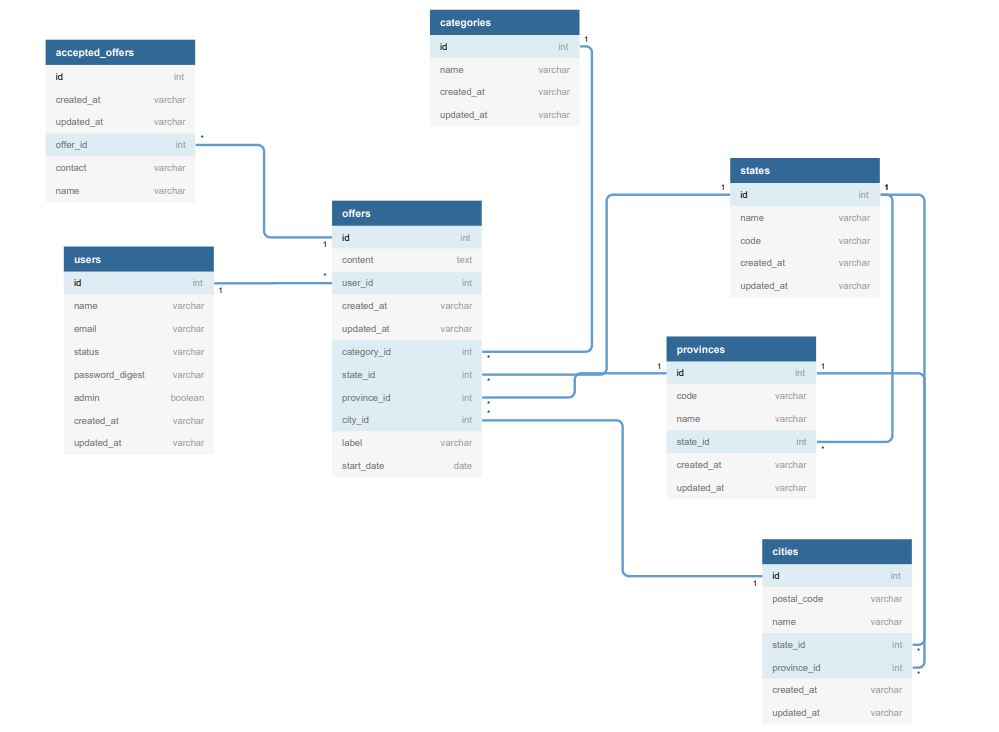 categories
1
id int
name varchar
created_at varchar
updated_at varchar
accepted_offers
id int
created_at varchar
updated_at varchar
offer_id int
*
contact varchar
name varchar
states
1
id int
1
name varchar
code varchar
created_at varchar
updated_at varchar
offers
id int
1
content text
user_id int
*
created_at varchar
updated_at varchar
category_id int
*
state_id int
*
province_id int
*
city_id int
*
label varchar
start_date date
users
id int
1
name varchar
email varchar
status varchar
password_digest varchar
admin boolean
created_at varchar
updated_at varchar
provinces
1
id int
1
code varchar
name varchar
state_id int
*
created_at varchar
updated_at varchar
cities
id int
1
postal_code varchar
name varchar
state_id int
*
province_id int
*
created_at varchar
updated_at varchar